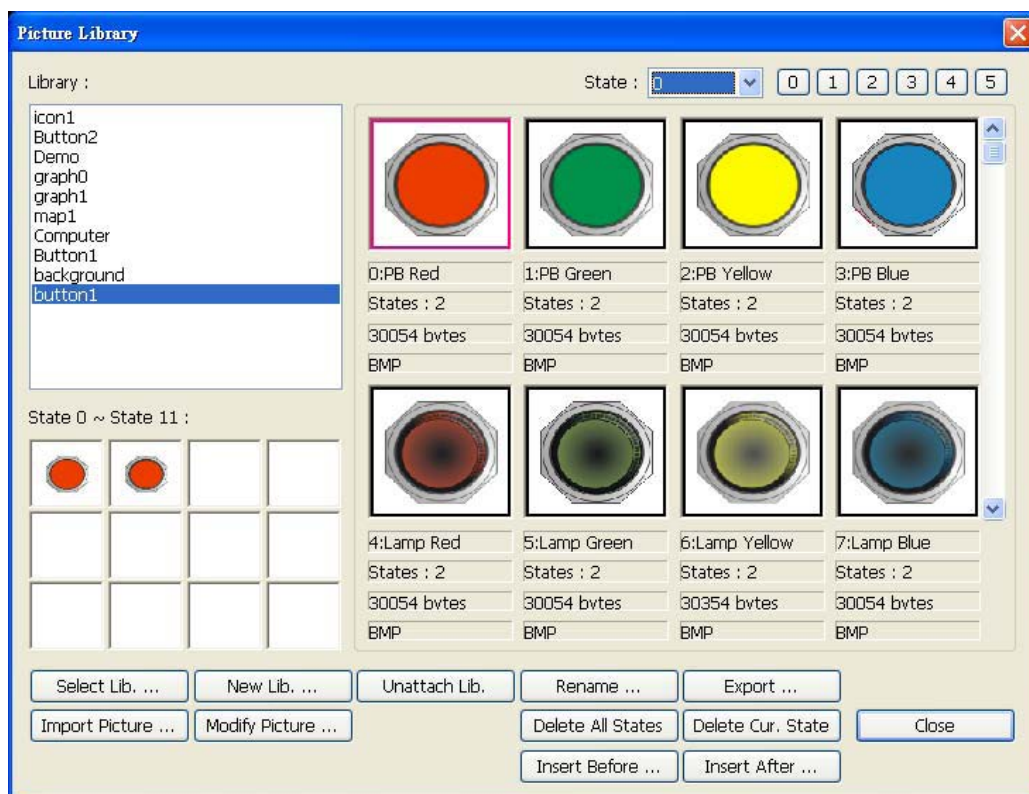 Picture Library
Library :
State : 0 0 1 2 3 4 5
icon1
Button2
Demo
graph0
graph1
map1
Computer
Button1
background
button1
0:PB Red 1:PB Green 2:PB Yellow 3:PB Blue
States : 2 States : 2 States : 2 States : 2
30054 bytes 30054 bytes 30054 bytes 30054 bytes
BMP BMP BMP BMP
State 0 ~ State 11 :
4:Lamp Red 5:Lamp Green 6:Lamp Yellow 7:Lamp Blue
States : 2 States : 2 States : 2 States : 2
30054 bytes 30054 bytes 30354 bytes 30054 bytes
BMP BMP BMP BMP
Select Lib. ... New Lib. ... Unattach Lib. Rename ... Export ...
Import Picture ... Modify Picture ... Delete All States Delete Cur. State Close
Insert Before ... Insert After ...